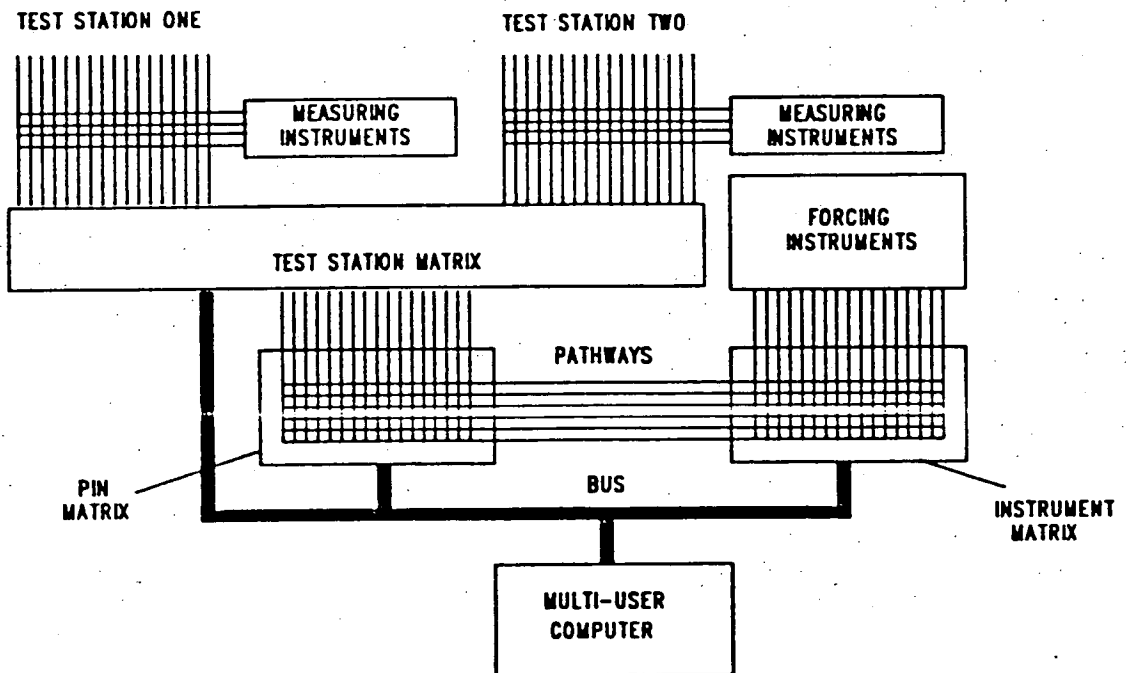 TEST STATION ONE
TEST STATION TWO
MEASURING
INSTRUMENTS
MEASURING
INSTRUMENTS
FORCING
INSTRUMENTS
TEST STATION MATRIX
PATHWAYS
PIN
MATRIX
BUS
INSTRUMENT
MATRIX
MULTI-USER
COMPUTER